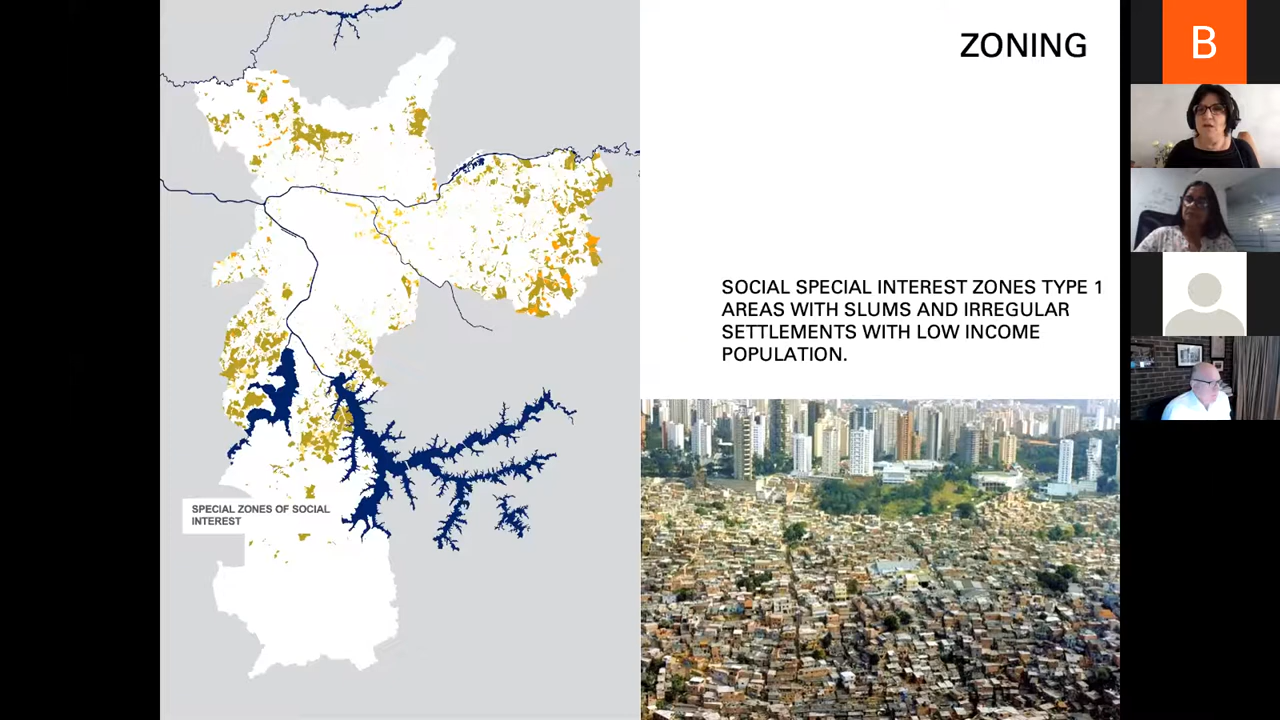 ZONING
SOCIAL SPECIAL INTEREST ZONES TYPE 1
AREAS WITH SLUMS AND IRREGULAR
SETTLEMENTS WITH LOW INCOME
POPULATION.
SPECIAL ZONES OF SOCIAL
INTEREST
B